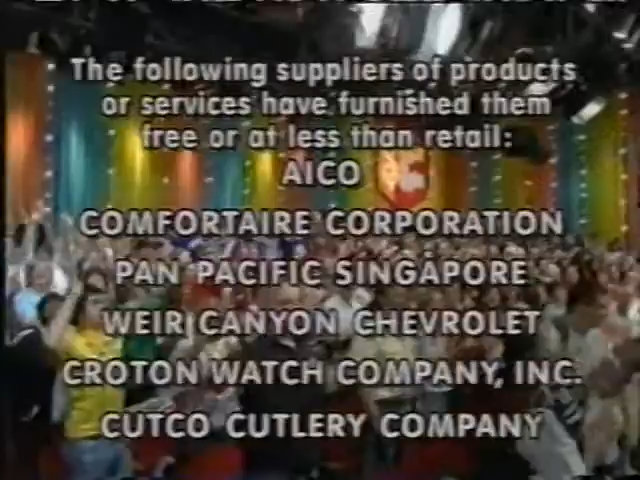 The following suppliers of products
or services have furnished them
free or at less than retail:
AICO
COMFORTAIRE CORPORATION
PAN PACIFIC SINGAPORE
WEIR CANYON CHEVROLET
CROTON WATCH COMPANY, INC.
CUTCO CUTLERY COMPANY